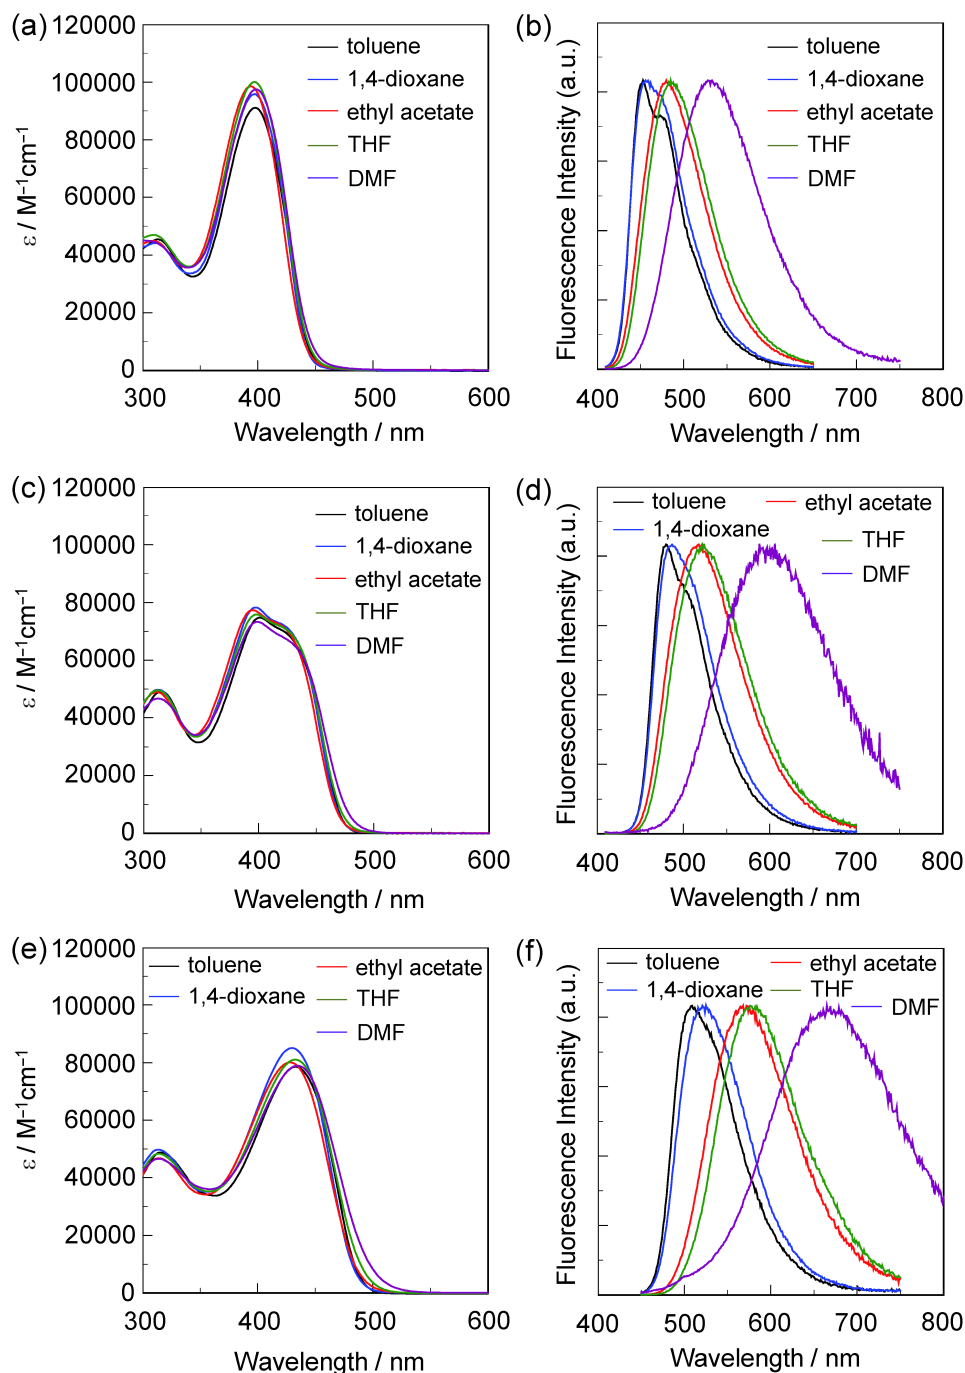 (a)
120000
100000
80000
60000
40000
20000
0
ε / M⁻¹cm⁻¹
toluene
1,4-dioxane
ethyl acetate
THF
DMF
300 400 500 600
Wavelength / nm
(b)
Fluorescence Intensity (a.u.)
toluene
1,4-dioxane
ethyl acetate
THF
DMF
400 500 600 700 800
Wavelength / nm
(c)
120000
100000
80000
60000
40000
20000
0
ε / M⁻¹cm⁻¹
toluene
1,4-dioxane
ethyl acetate
THF
DMF
300 400 500 600
Wavelength / nm
(d)
Fluorescence Intensity (a.u.)
toluene
1,4-dioxane
ethyl acetate
THF
DMF
400 500 600 700 800
Wavelength / nm
(e)
120000
100000
80000
60000
40000
20000
0
ε / M⁻¹cm⁻¹
toluene
1,4-dioxane
ethyl acetate
THF
DMF
300 400 500 600
Wavelength / nm
(f)
Fluorescence Intensity (a.u.)
toluene
1,4-dioxane
ethyl acetate
THF
DMF
400 500 600 700 800
Wavelength / nm